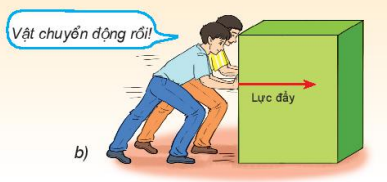 Vật chuyển động rồi!
Lực đẩy
b)